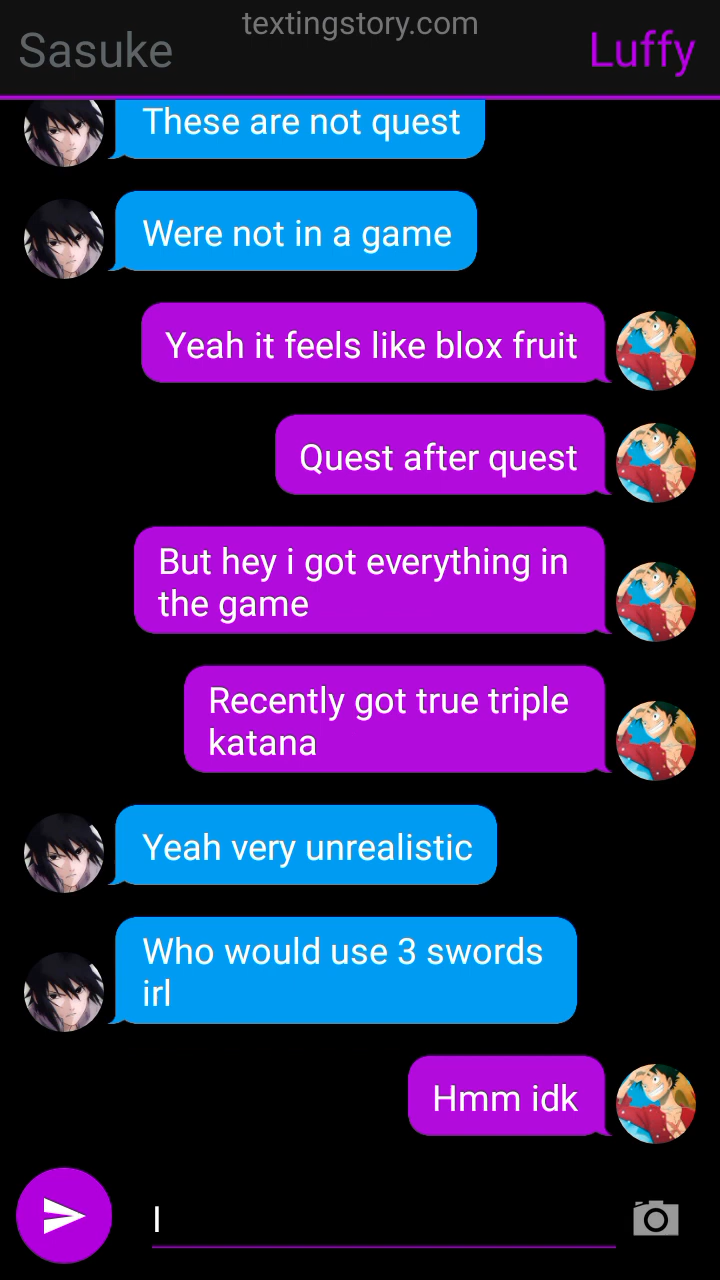 textingstory.com
Sasuke
Luffy
These are not quest
Were not in a game
Yeah it feels like blox fruit
Quest after quest
But hey i got everything in
the game
Recently got true triple
katana
Yeah very unrealistic
Who would use 3 swords
irl
Hmm idk